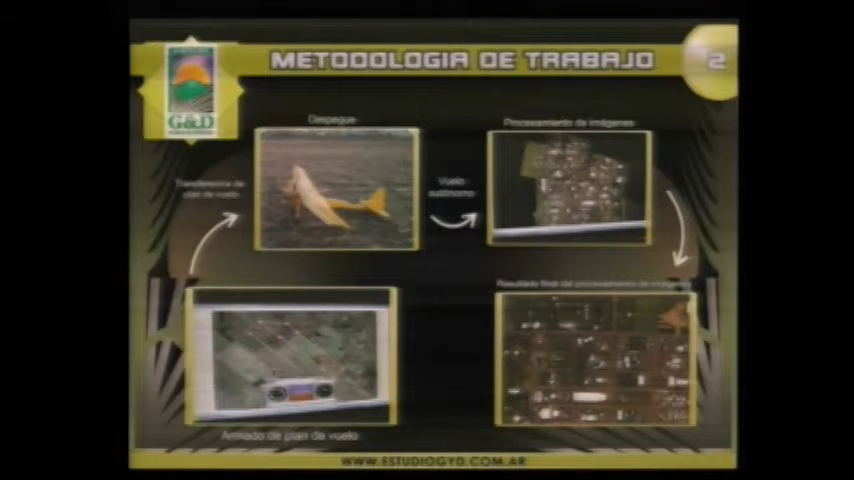 METODOLOGIA DE TRABAJO
2
G&D
Despegue
Procesamiento de imágenes
Transferencia de
plan de vuelo
Vuelo
autónomo
Resultado final del procesamiento de imágenes
Armado de plan de vuelo
WWW.ESTUDIOGYD.COM.AR